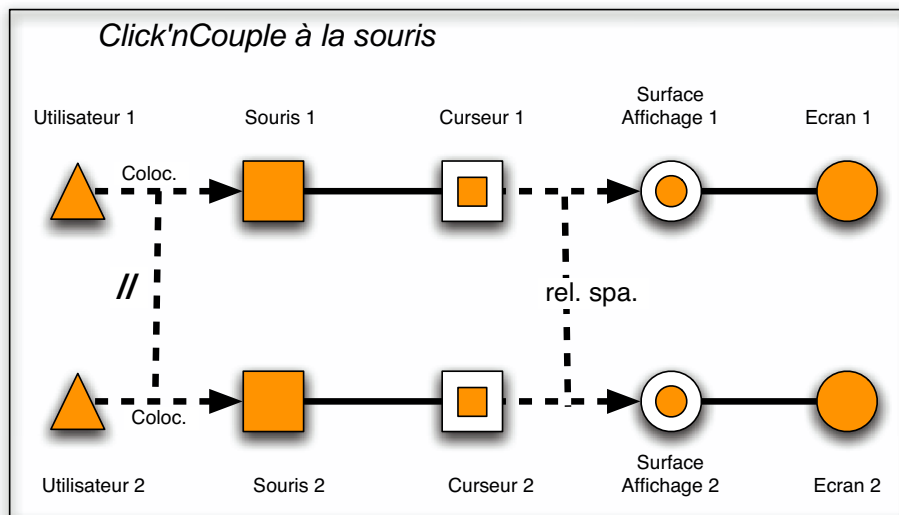 Click'nCouple à la souris
Surface
Utilisateur 1 Souris 1 Curseur 1 Affichage 1 Ecran 1
Coloc.
//
rel. spa.
Coloc.
Surface
Utilisateur 2 Souris 2 Curseur 2 Affichage 2 Ecran 2